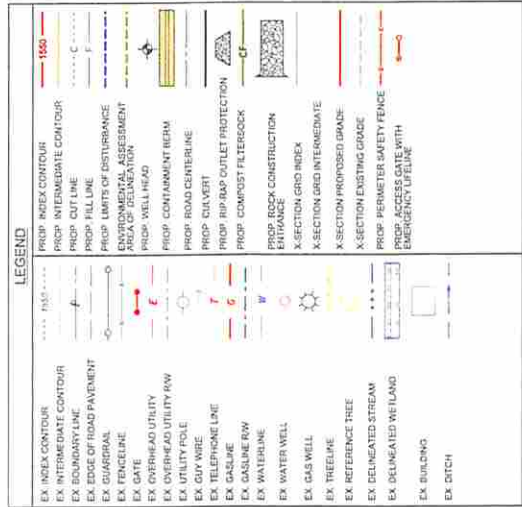 LEGEND
EX. INDEX CONTOUR
EX. INTERMEDIATE CONTOUR
EX. BOUNDARY LINE
EX. EDGE OF ROAD PAVEMENT
EX. GUARDRAIL
EX. FENCELINE
EX. GATE
EX. OVERHEAD UTILITY
E
EX. OVERHEAD UTILITY R/W
EX. UTILITY POLE
EX. GUY WIRE
EX. TELEPHONE LINE
T
EX. GASLINE
G
EX. GASLINE R/W
EX. WATERLINE
W
EX. WATER WELL
EX. GAS WELL
EX. TREELINE
EX. REFERENCE TREE
EX. DELINEATED STREAM
EX. DELINEATED WETLAND
EX. BUILDING
EX. DITCH
PROP. INDEX CONTOUR
1550
PROP. INTERMEDIATE CONTOUR
PROP. CUT LINE
C
PROP. FILL LINE
F
PROP. LIMITS OF DISTURBANCE
ENVIRONMENTAL ASSESSMENT
AREA OF DELINEATION
PROP. WELL HEAD
PROP. CONTAINMENT BERM
PROP. ROAD CENTERLINE
PROP. CULVERT
PROP. RIP-RAP OUTLET PROTECTION
PROP. COMPOST FILTERSOCK
CF
PROP. ROCK CONSTRUCTION
ENTRANCE
X-SECTION GRID INDEX
X-SECTION GRID INTERMEDIATE
X-SECTION PROPOSED GRADE
X-SECTION EXISTING GRADE
PROP. PERIMETER SAFETY FENCE
PROP. ACCESS GATE WITH
EMERGENCY LIFELINE